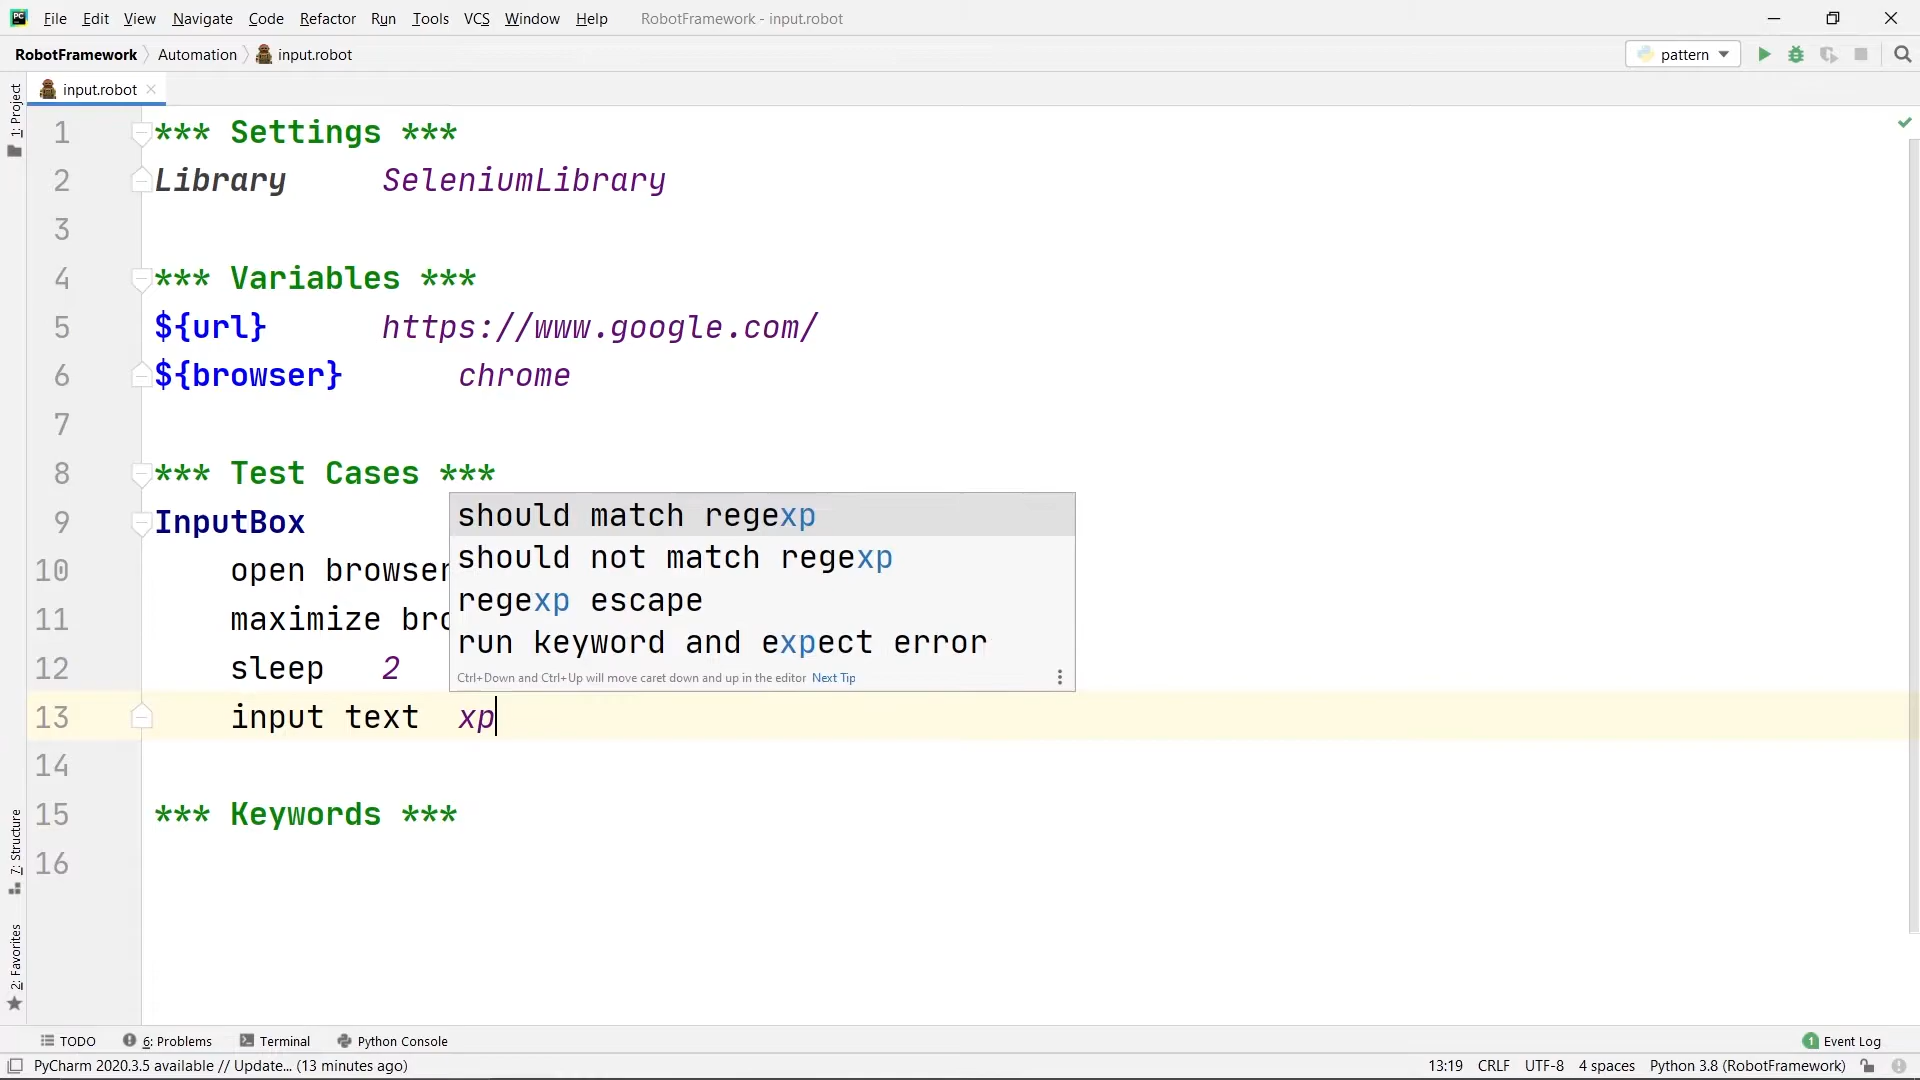 PC File Edit View Navigate Code Refactor Run Tools VCS Window Help RobotFramework - input.robot
RobotFramework Automation input.robot pattern
input.robot
1: Project
1 *** Settings ***
2 Library SeleniumLibrary
3
4 *** Variables ***
5 ${url} https://www.google.com/
6 ${browser} chrome
7
8 *** Test Cases ***
9 InputBox
10 open browser
11 maximize bro
12 sleep 2
13 input text xp
14
15 *** Keywords ***
16
should match regexp
should not match regexp
regexp escape
run keyword and expect error
Ctrl+Down and Ctrl+Up will move caret down and up in the editor Next Tip
7: Structure
2: Favorites
TODO 6: Problems Terminal Python Console 1 Event Log
PyCharm 2020.3.5 available // Update... (13 minutes ago) 13:19 CRLF UTF-8 4 spaces Python 3.8 (RobotFramework)